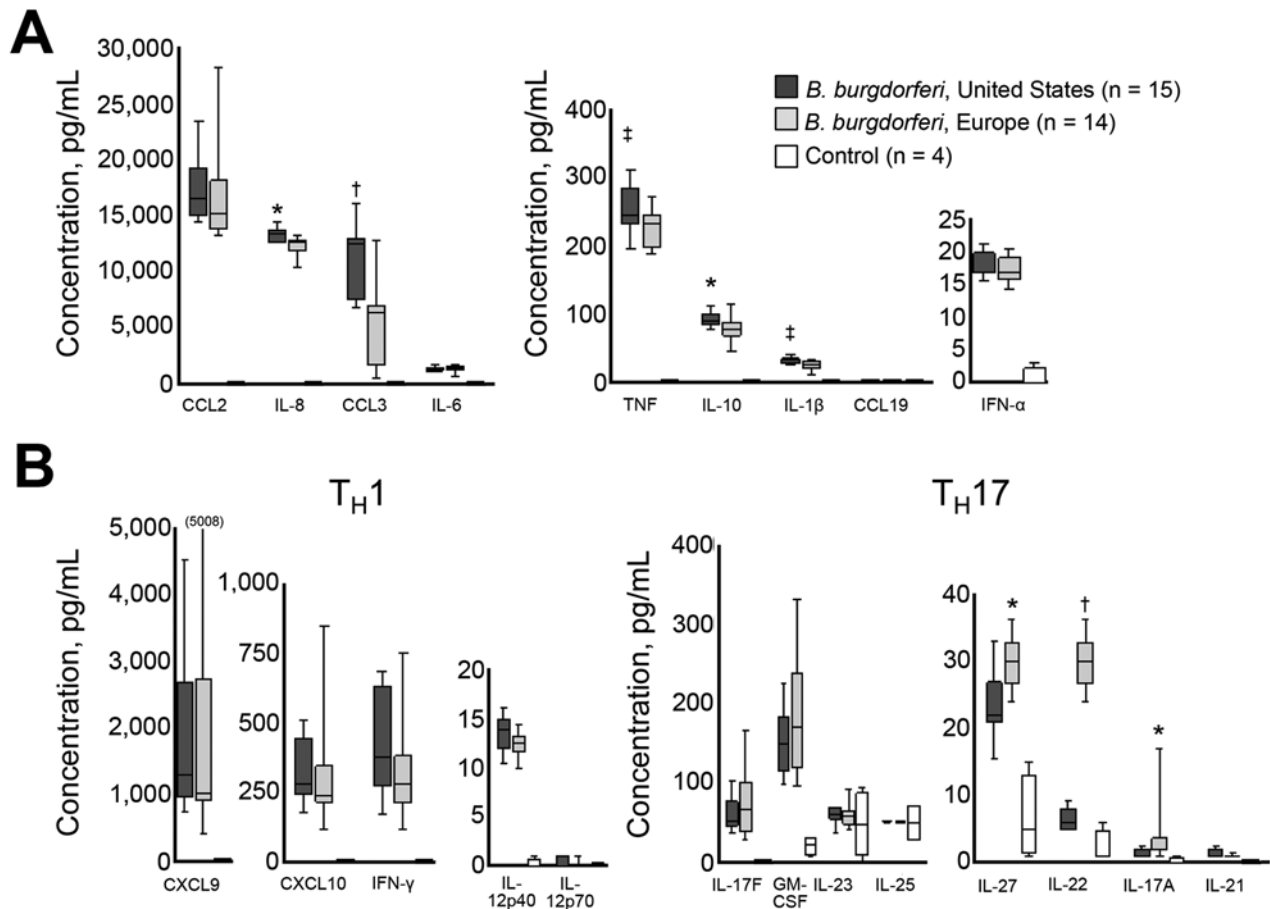 A
Concentration, pg/mL
30,000
25,000
20,000
15,000
10,000
5,000
0
*
†
CCL2
IL-8
CCL3
IL-6
Concentration, pg/mL
400
300
200
100
0
‡
*
‡
TNF
IL-10
IL-1β
CCL19
B. burgdorferi, United States (n = 15)
B. burgdorferi, Europe (n = 14)
Control (n = 4)
25
20
15
10
5
0
IFN-α
B
TH1
Concentration, pg/mL
5,000
4,000
3,000
2,000
1,000
0
(5008)
CXCL9
1,000
750
500
250
0
CXCL10
IFN-γ
20
15
10
5
0
IL-
12p40
IL-
12p70
TH17
Concentration, pg/mL
400
300
200
100
0
IL-17F
GM-
CSF
IL-23
IL-25
40
30
20
10
0
*
†
*
IL-27
IL-22
IL-17A
IL-21